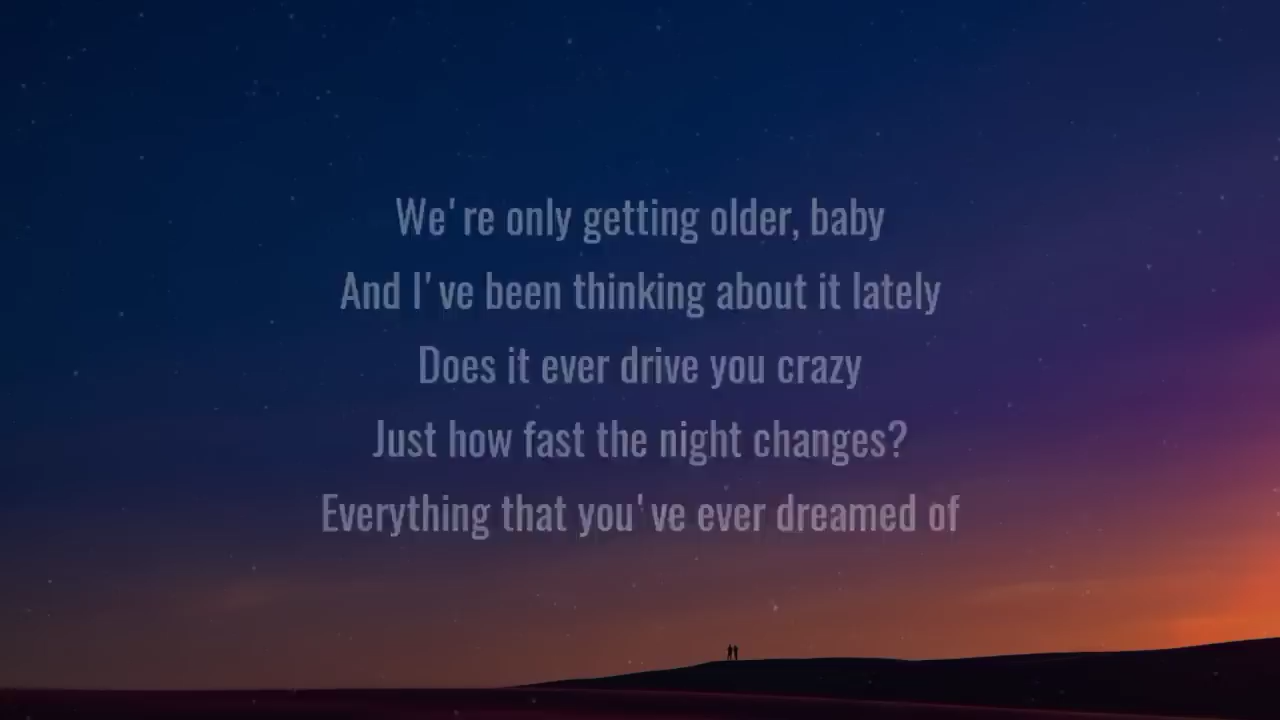 We're only getting older, baby
And I've been thinking about it lately
Does it ever drive you crazy
Just how fast the night changes?
Everything that you've ever dreamed of